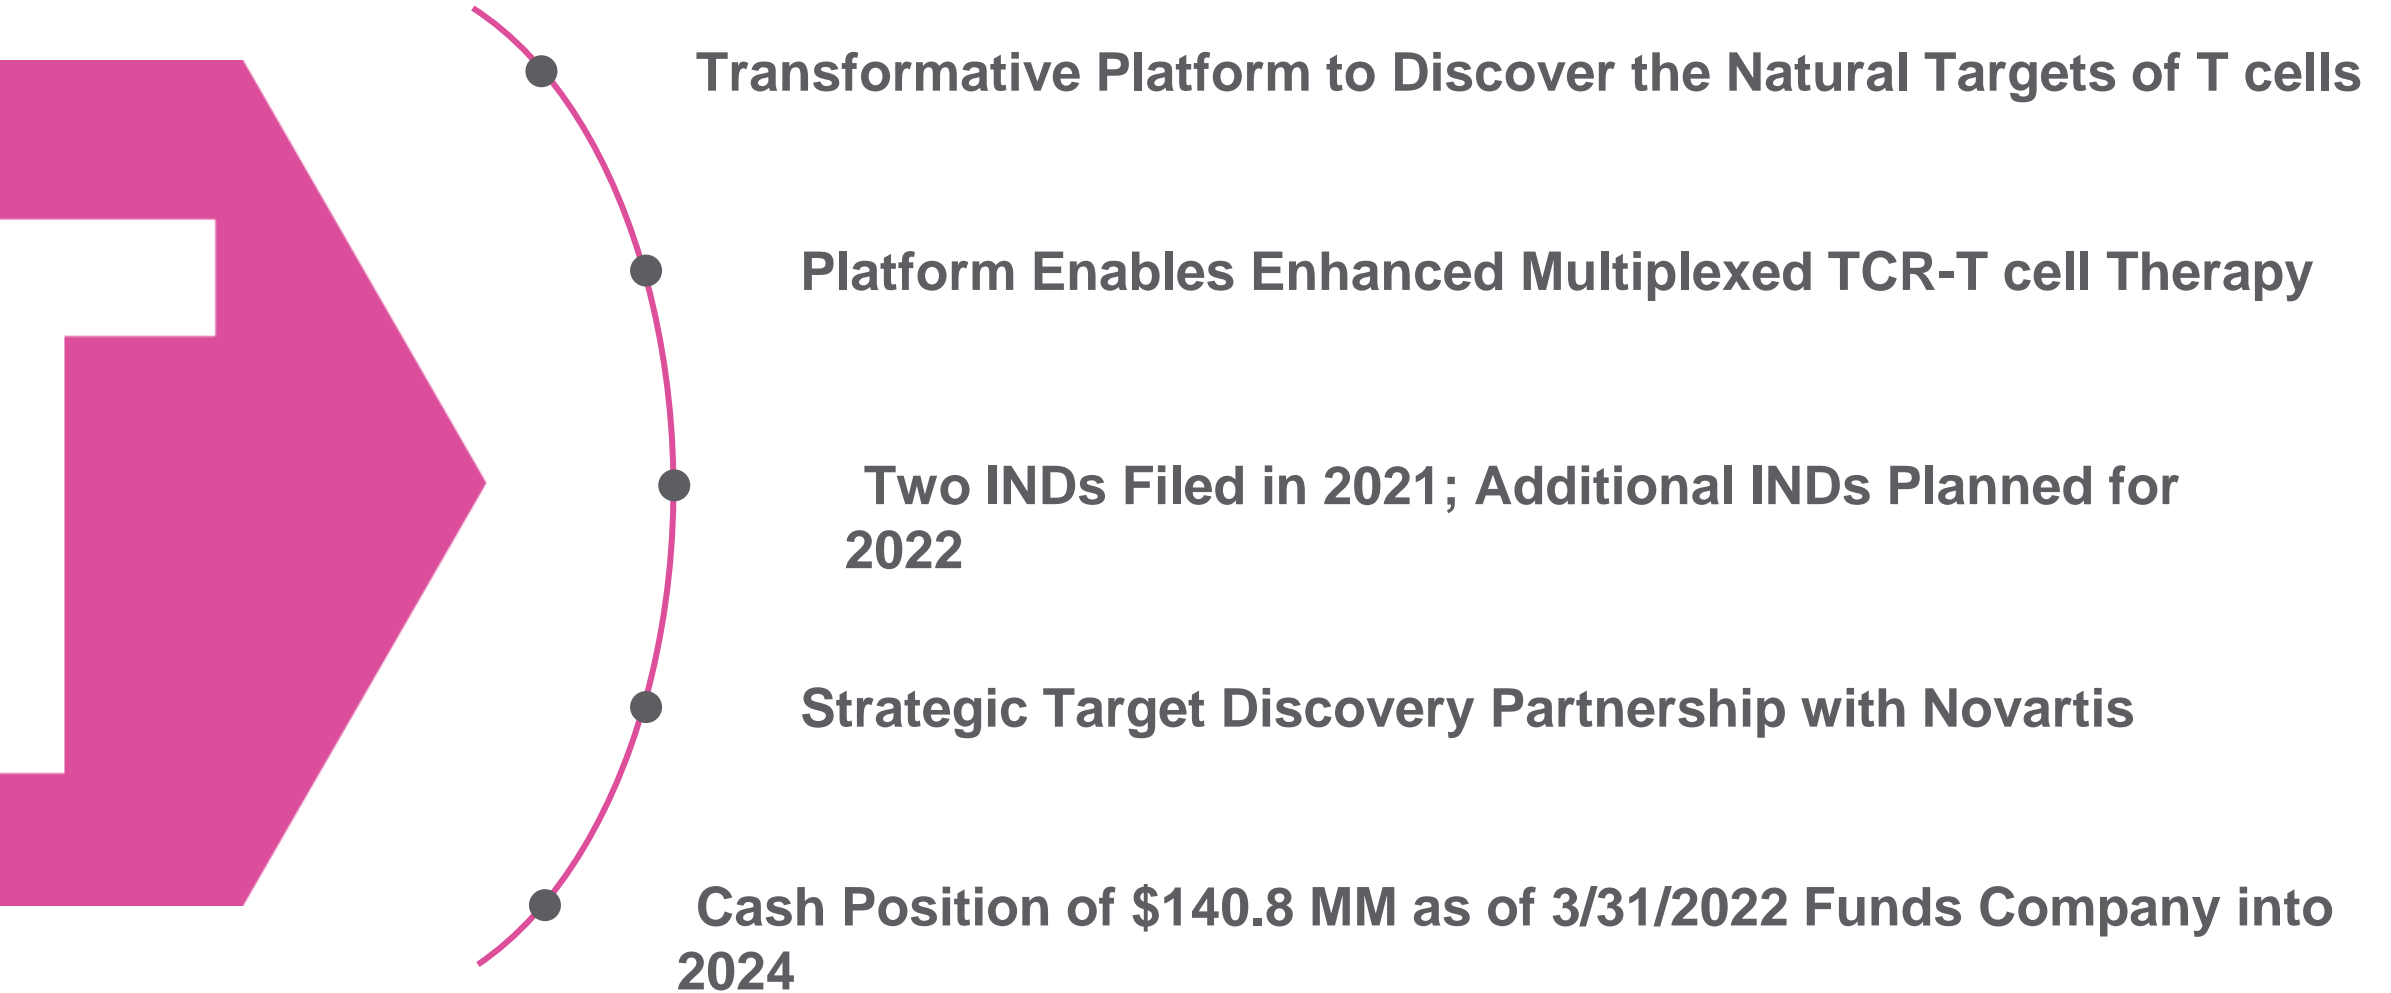 Transformative Platform to Discover the Natural Targets of T cells
Platform Enables Enhanced Multiplexed TCR-T cell Therapy
Two INDs Filed in 2021; Additional INDs Planned for
2022
Strategic Target Discovery Partnership with Novartis
Cash Position of $140.8 MM as of 3/31/2022 Funds Company into
2024